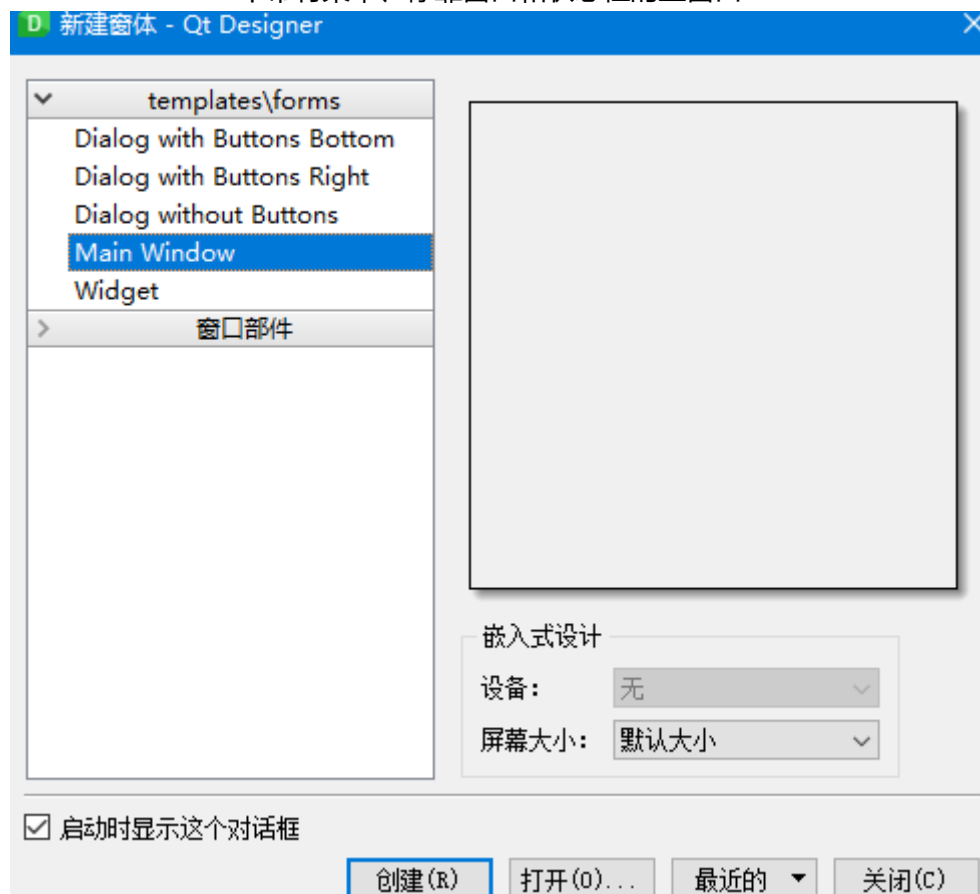 新建窗体 - Qt Designer
templates\forms
Dialog with Buttons Bottom
Dialog with Buttons Right
Dialog without Buttons
Main Window
Widget
窗口部件
嵌入式设计
设备：
无
屏幕大小：
默认大小
启动时显示这个对话框
创建(R)
打开(O)...
最近的
关闭(C)